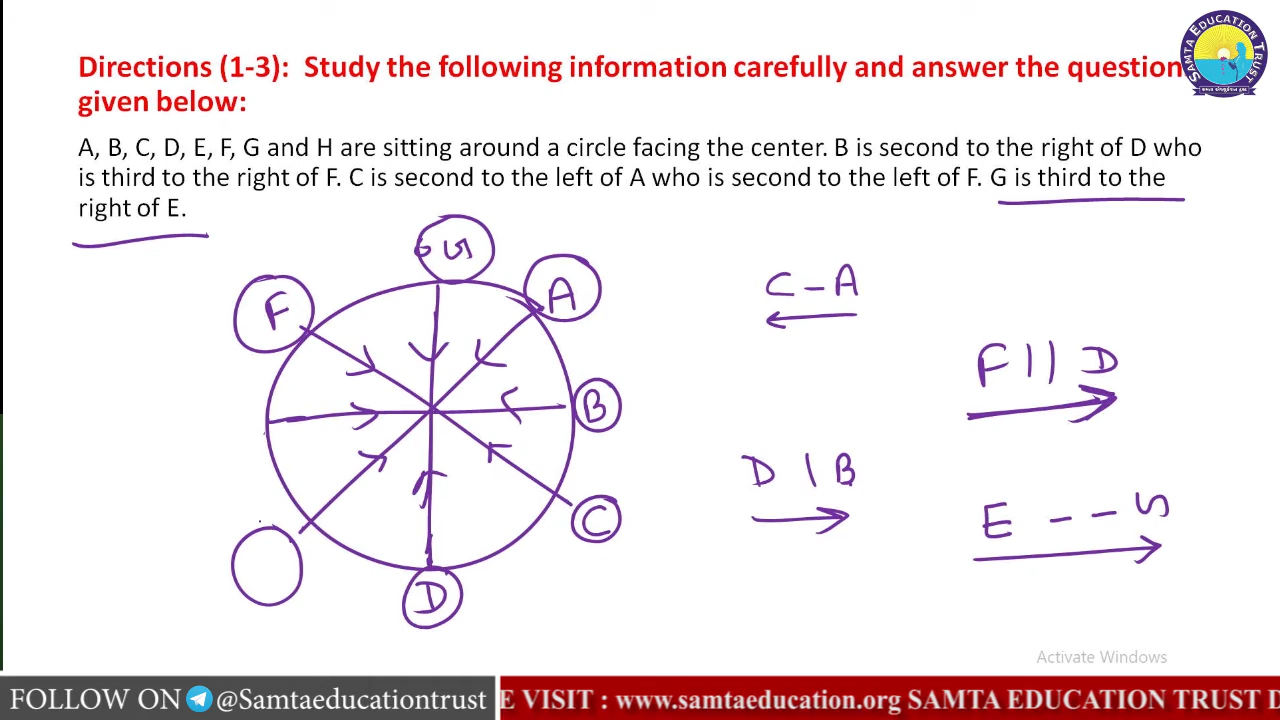 Directions (1-3): Study the following information carefully and answer the question
given below:
A, B, C, D, E, F, G and H are sitting around a circle facing the center. B is second to the right of D who
is third to the right of F. C is second to the left of A who is second to the left of F. G is third to the
right of E.
SAMTA EDUCATION TRUST
G
F
A
C – A
B
F | | D
D | B
C
E – – G
D
Activate Windows
FOLLOW ON @Samtaeducationtrust
E VISIT : www.samtaeducation.org SAMTA EDUCATION TRUST D